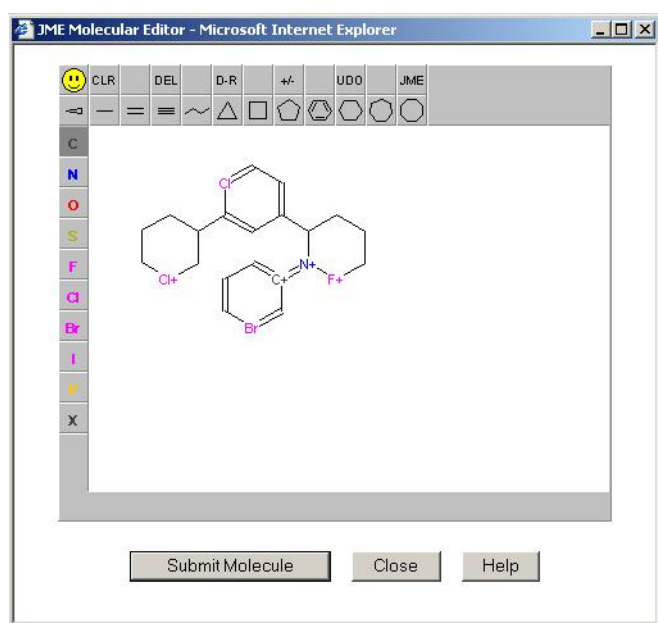 JME Molecular Editor - Microsoft Internet Explorer
CLR DEL D-R +/- UDO JME
C
N
O
S
F
Cl
Br
I
P
X
Cl
Cl+
C+
N+
F+
Br
Submit Molecule Close Help